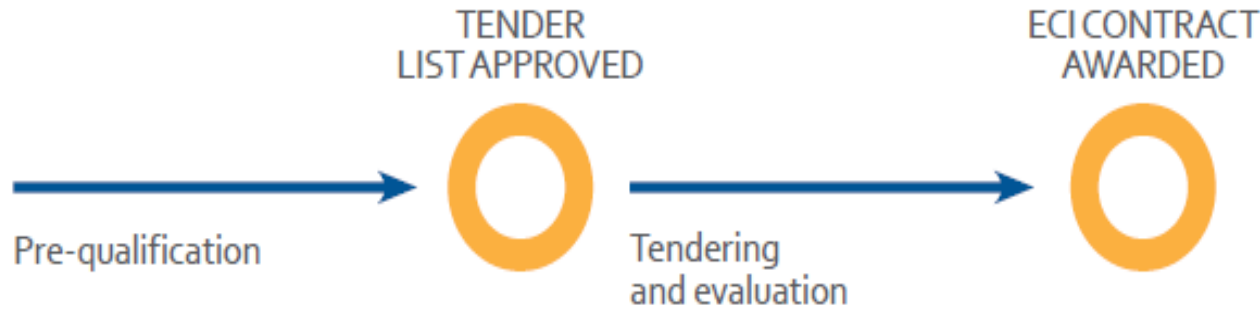 TENDER
LIST APPROVED
ECI CONTRACT
AWARDED
Pre-qualification
Tendering
and evaluation